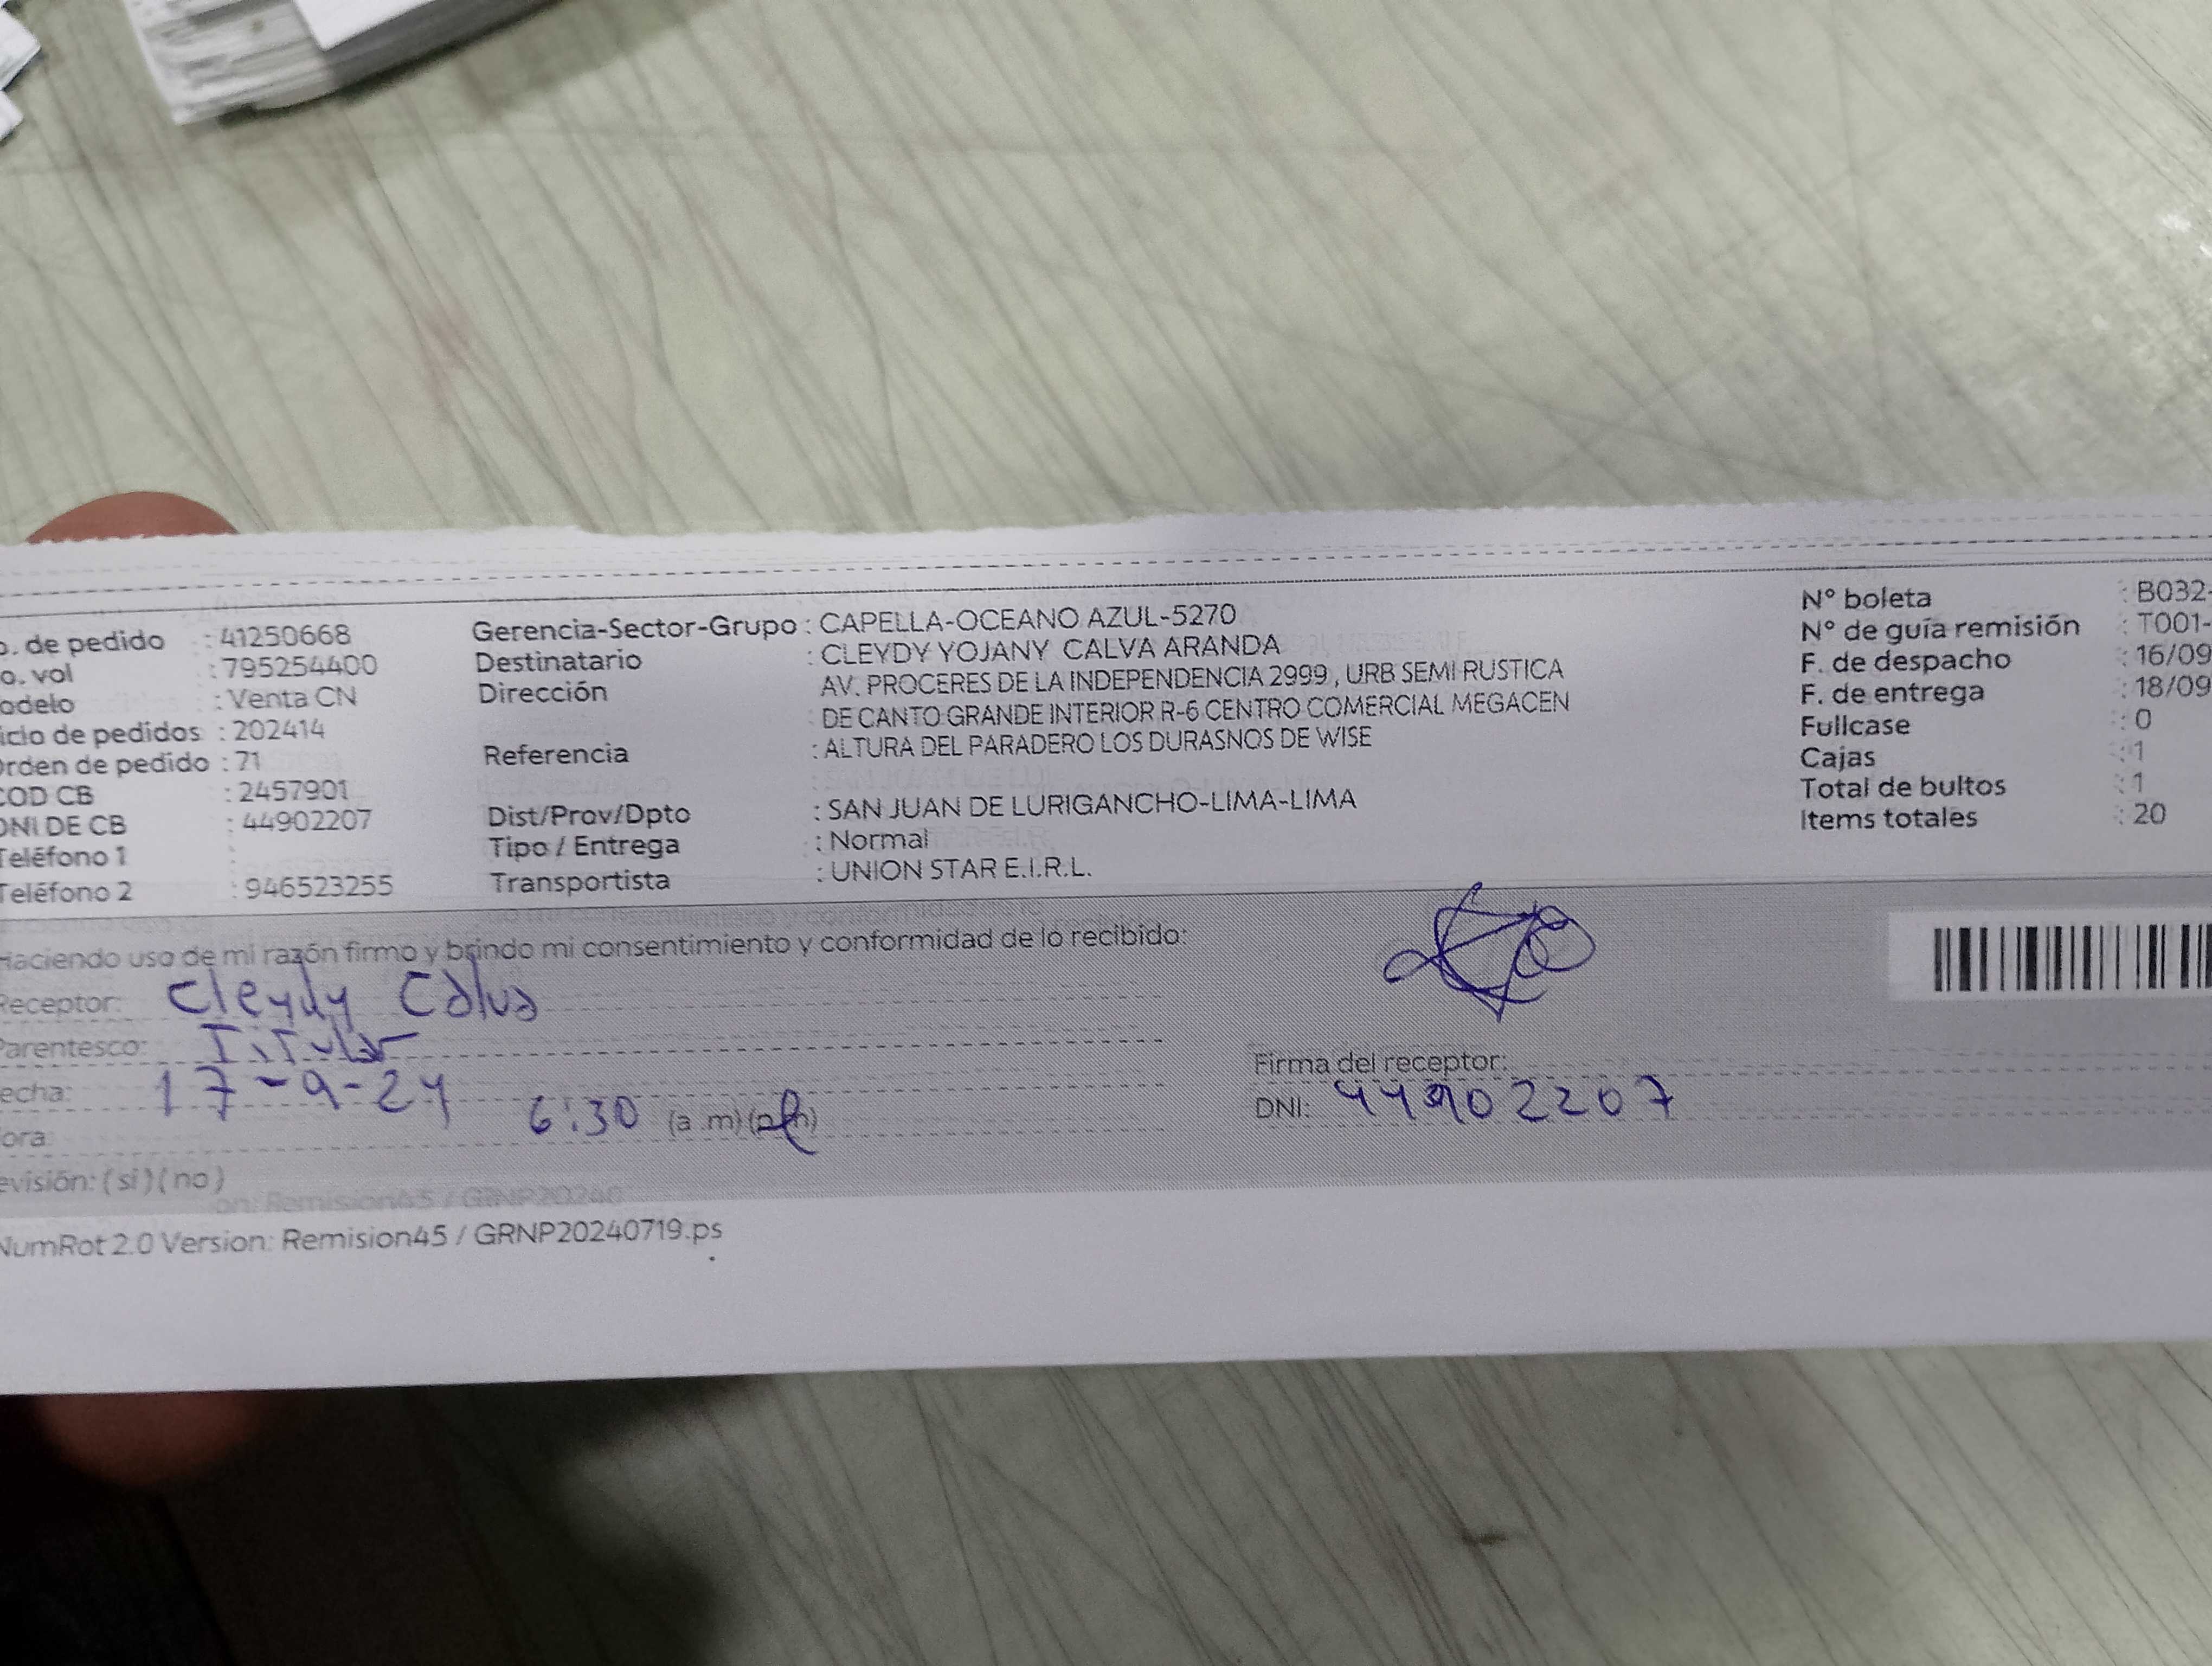 o. de pedido : 41250668
o. vol : 795254400
odelo : Venta CN
icio de pedidos : 202414
Orden de pedido : 71
COD CB : 2457901
DNI DE CB : 44902207
Teléfono 1 :
Teléfono 2 : 946523255
Gerencia-Sector-Grupo : CAPELLA-OCEANO AZUL-5270
Destinatario : CLEYDY YOJANY CALVA ARANDA
Dirección : AV. PROCERES DE LA INDEPENDENCIA 2999 , URB SEMI RUSTICA
DE CANTO GRANDE INTERIOR R-6 CENTRO COMERCIAL MEGACEN
Referencia : ALTURA DEL PARADERO LOS DURASNOS DE WISE
Dist/Prov/Dpto : SAN JUAN DE LURIGANCHO-LIMA-LIMA
Tipo / Entrega : Normal
Transportista : UNION STAR E.I.R.L.
N° boleta : B032-
N° de guía remisión : T001-
F. de despacho : 16/09
F. de entrega : 18/09
Fullcase : 0
Cajas : 1
Total de bultos : 1
Items totales : 20
Haciendo uso de mi razón firmo y brindo mi consentimiento y conformidad de lo recibido:
Receptor: Cleydy Calva
Parentesco: Titular
echa: 17-9-24
ora 6:30 (a .m) (p.m)
Firma del receptor:
DNI: 44902207
evisión: ( si ) ( no )
on: Remision45 / GRNP20240
NumRot 2.0 Version: Remision45 / GRNP20240719.ps